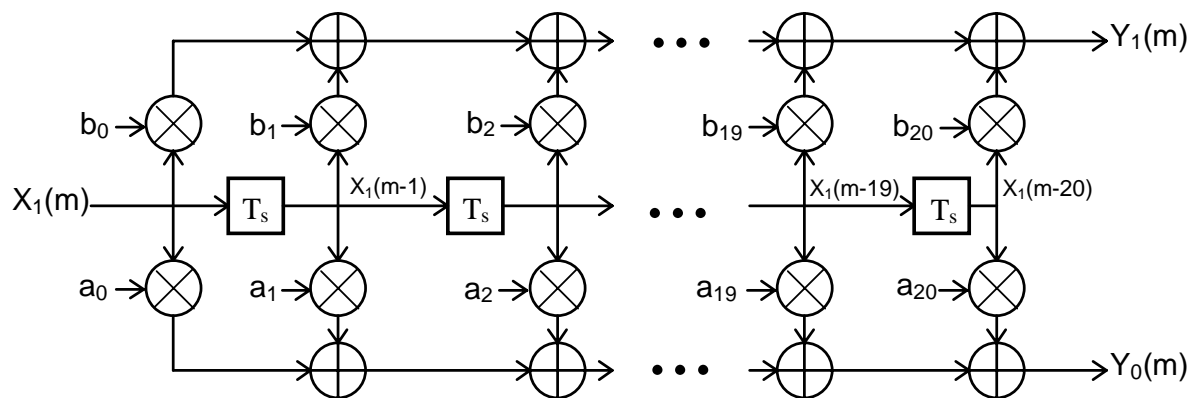 Y₁(m)
b₀ b₁ b₂ b₁₉ b₂₀
X₁(m) Tₛ X₁(m-1) Tₛ X₁(m-19) Tₛ X₁(m-20)
a₀ a₁ a₂ a₁₉ a₂₀
Y₀(m)